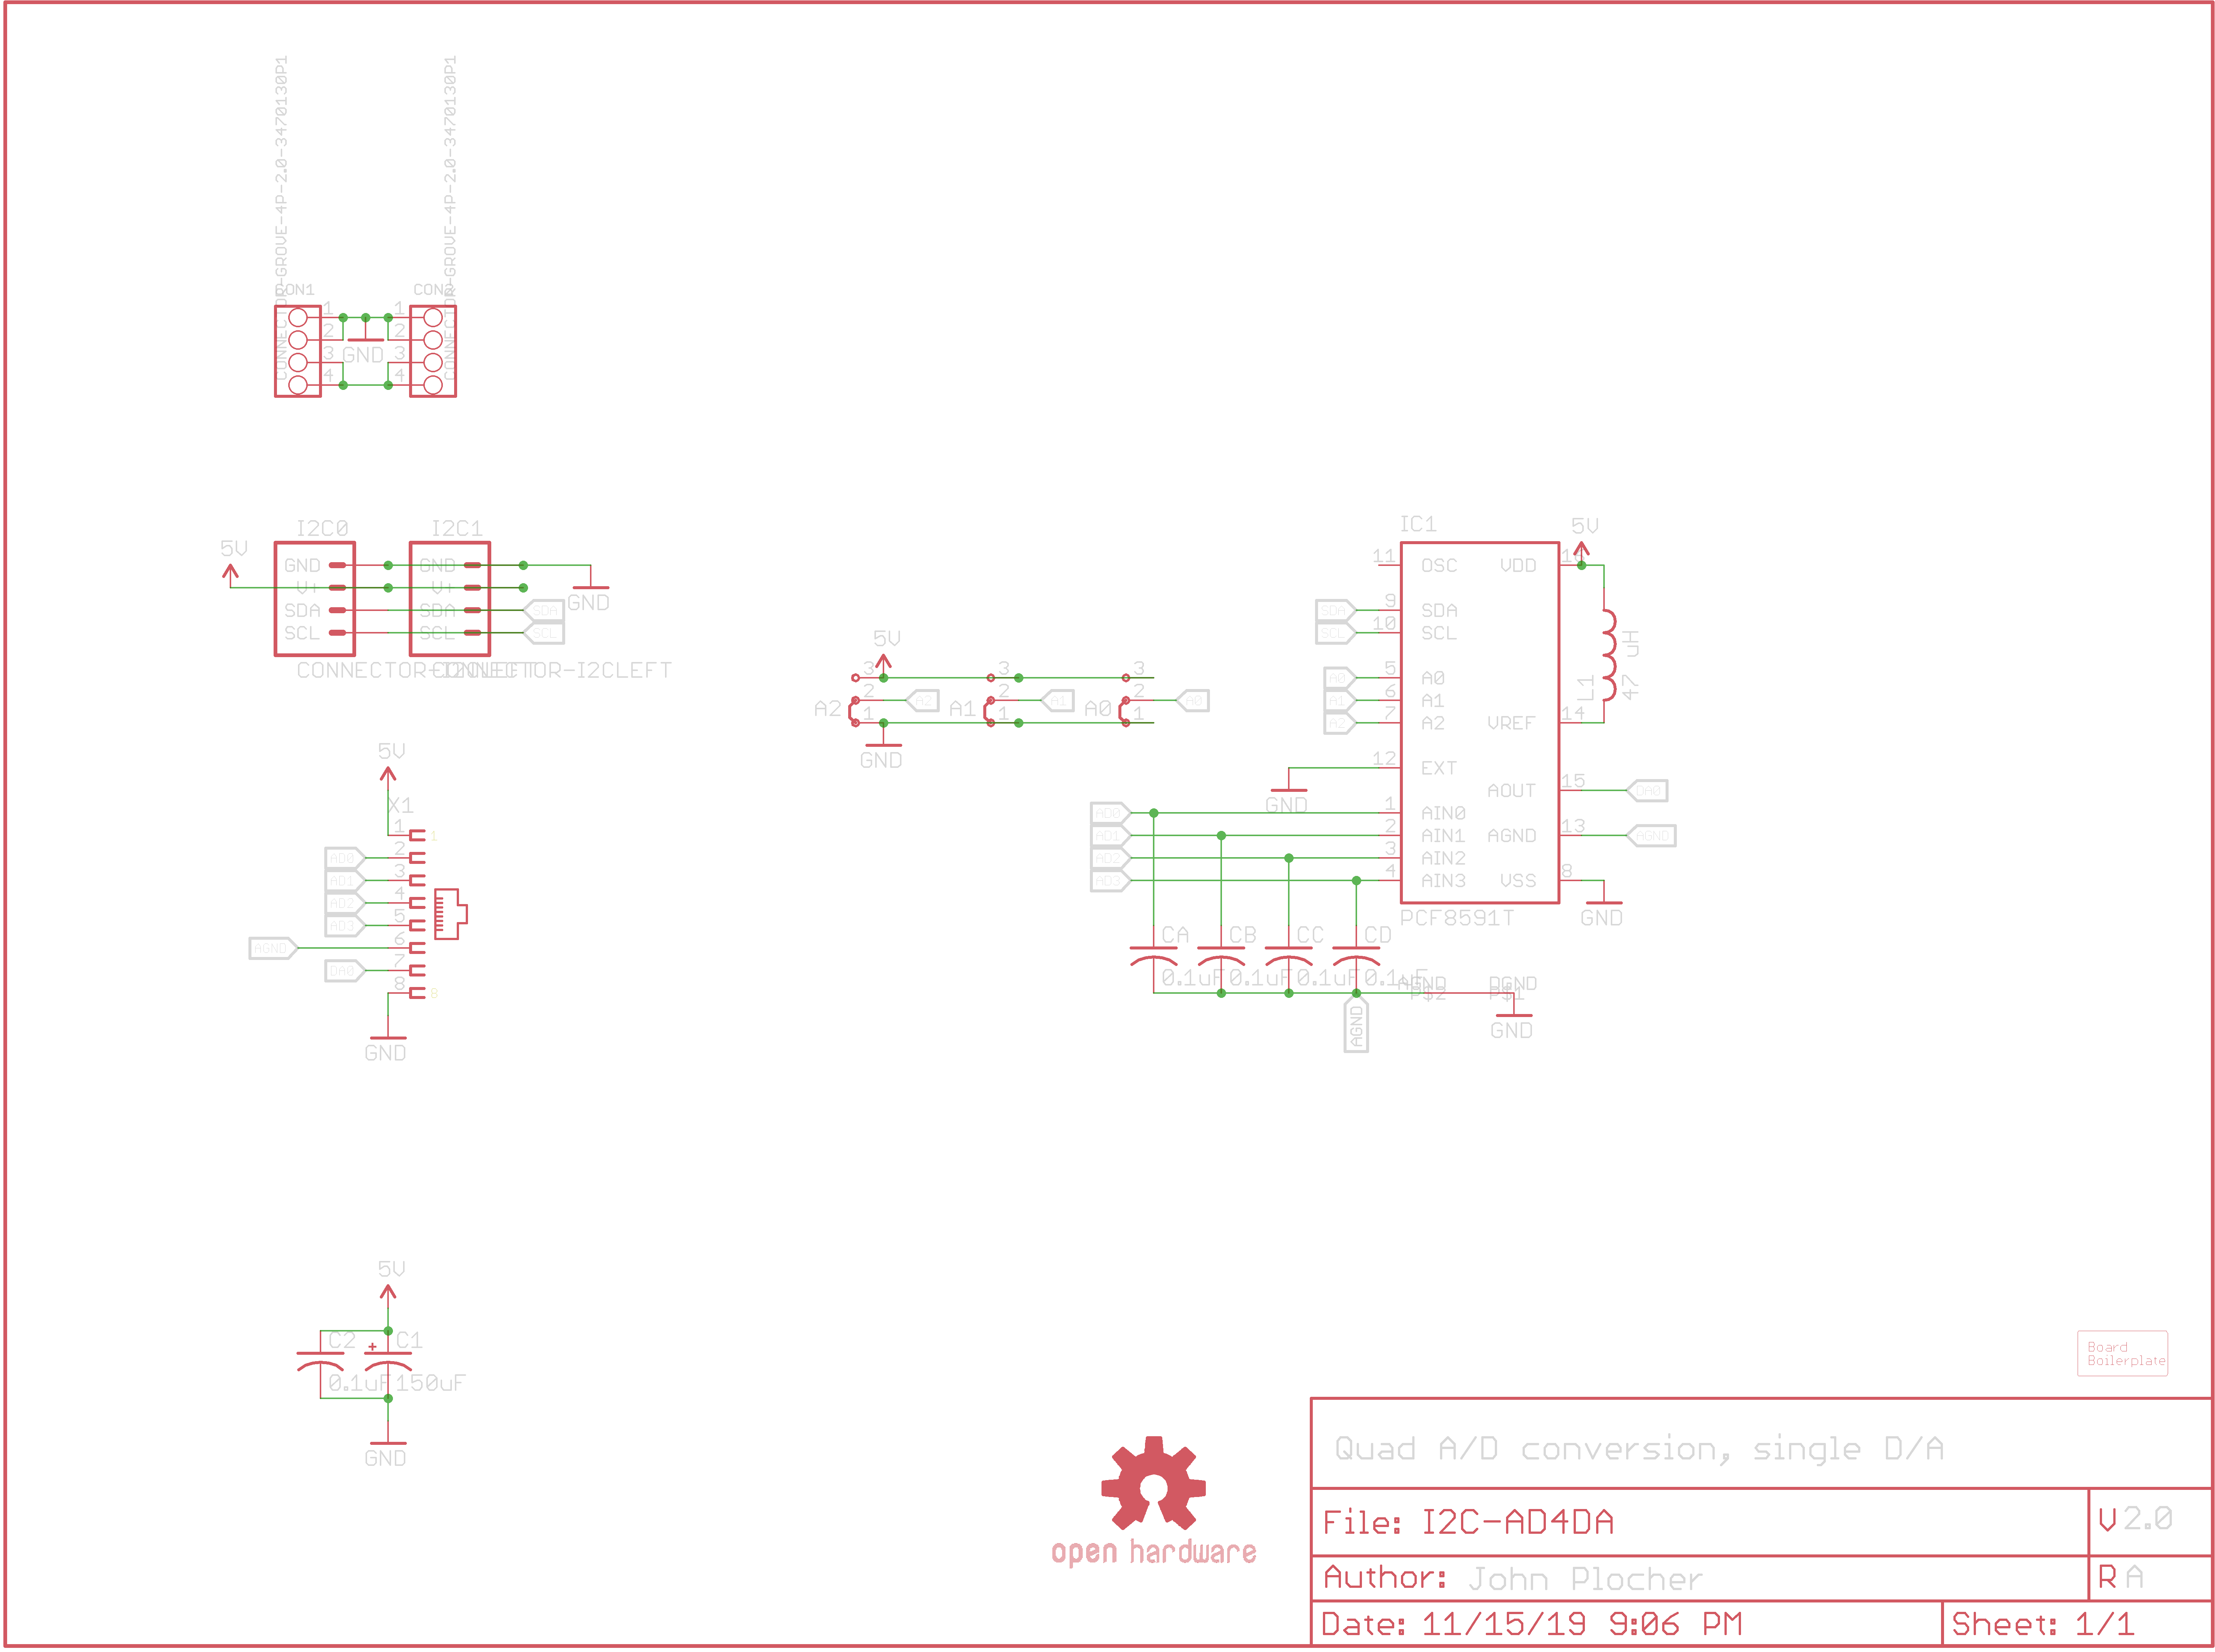 CONNECTOR-GROVE-4P-2.0-3470130P1
CONNECTOR-GROVE-4P-2.0-3470130P1
CON1
CON2
1
2
3
4
1
2
3
4
GND
I2C0
I2C1
5V
GND
V+
SDA
SCL
GND
V+
SDA
SCL
SDA
SCL
GND
CONNECTOR-I2CLEFT
CONNECTOR-I2CLEFT
5V
3
2
1
A2
A2
GND
3
2
1
A1
A1
3
2
1
A0
A0
IC1
5V
11
OSC
VDD
16
SDA
9
SDA
SCL
10
SCL
A0
5
A0
A1
6
A1
A2
7
A2
VREF
14
L1
47 uH
12
EXT
GND
AOUT
15
DA0
AD0
1
AIN0
AD1
2
AIN1
AGND
13
AGND
AD2
3
AIN2
AD3
4
AIN3
VSS
8
GND
PCF8591T
CA
CB
CC
CD
0.1uF
0.1uF
0.1uF
0.1uF
AGND
PS2
DGND
PS1
AGND
GND
5V
X1
1
1
AD0
2
AD1
3
AD2
4
AD3
5
AGND
6
DA0
7
8
8
GND
5V
C2
C1
+
0.1uF
150uF
GND
Board
Boilerplate
open hardware
Quad A/D conversion, single D/A
File: I2C-AD4DA
V 2.0
Author: John Plocher
R A
Date: 11/15/19 9:06 PM
Sheet: 1/1